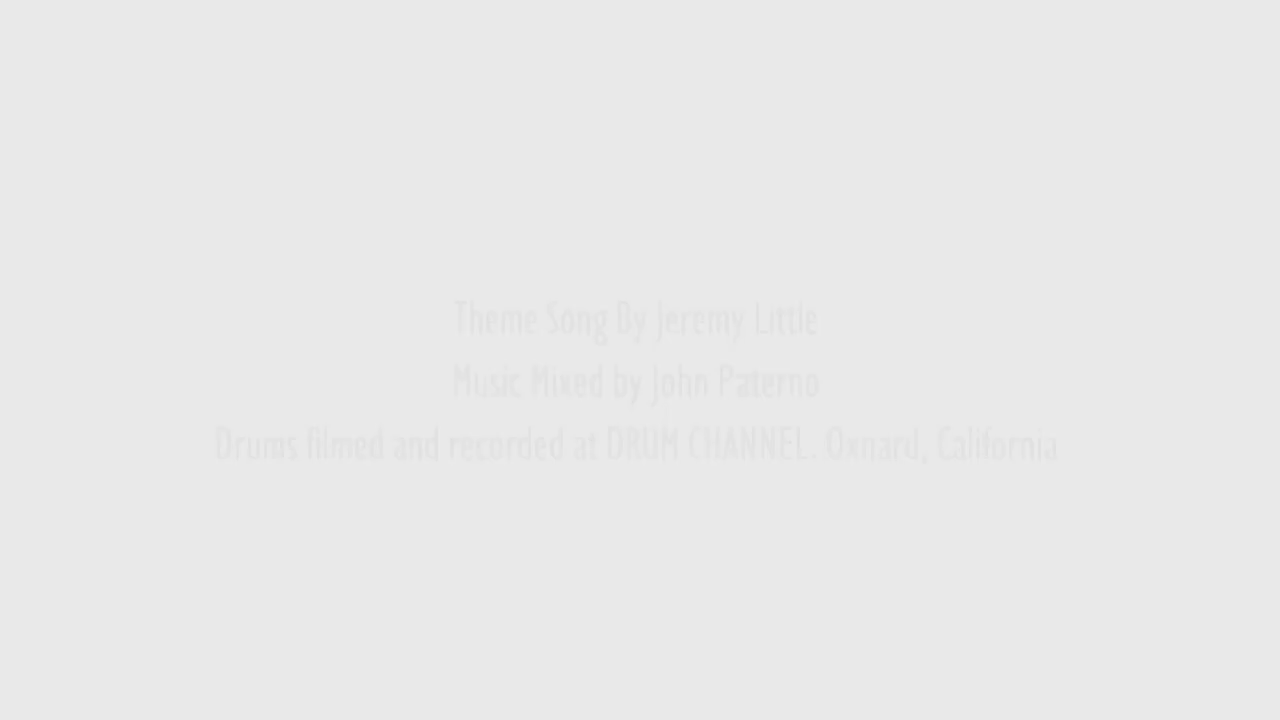 Theme Song By Jeremy Little
Music Mixed by John Paterno
Drums filmed and recorded at DRUM CHANNEL. Oxnard, California